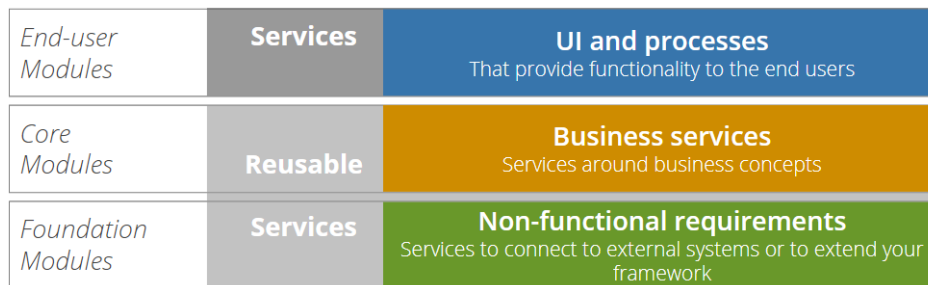 End-user
Modules
Services
UI and processes
That provide functionality to the end users
Core
Modules
Reusable
Business services
Services around business concepts
Foundation
Modules
Services
Non-functional requirements
Services to connect to external systems or to extend your
framework